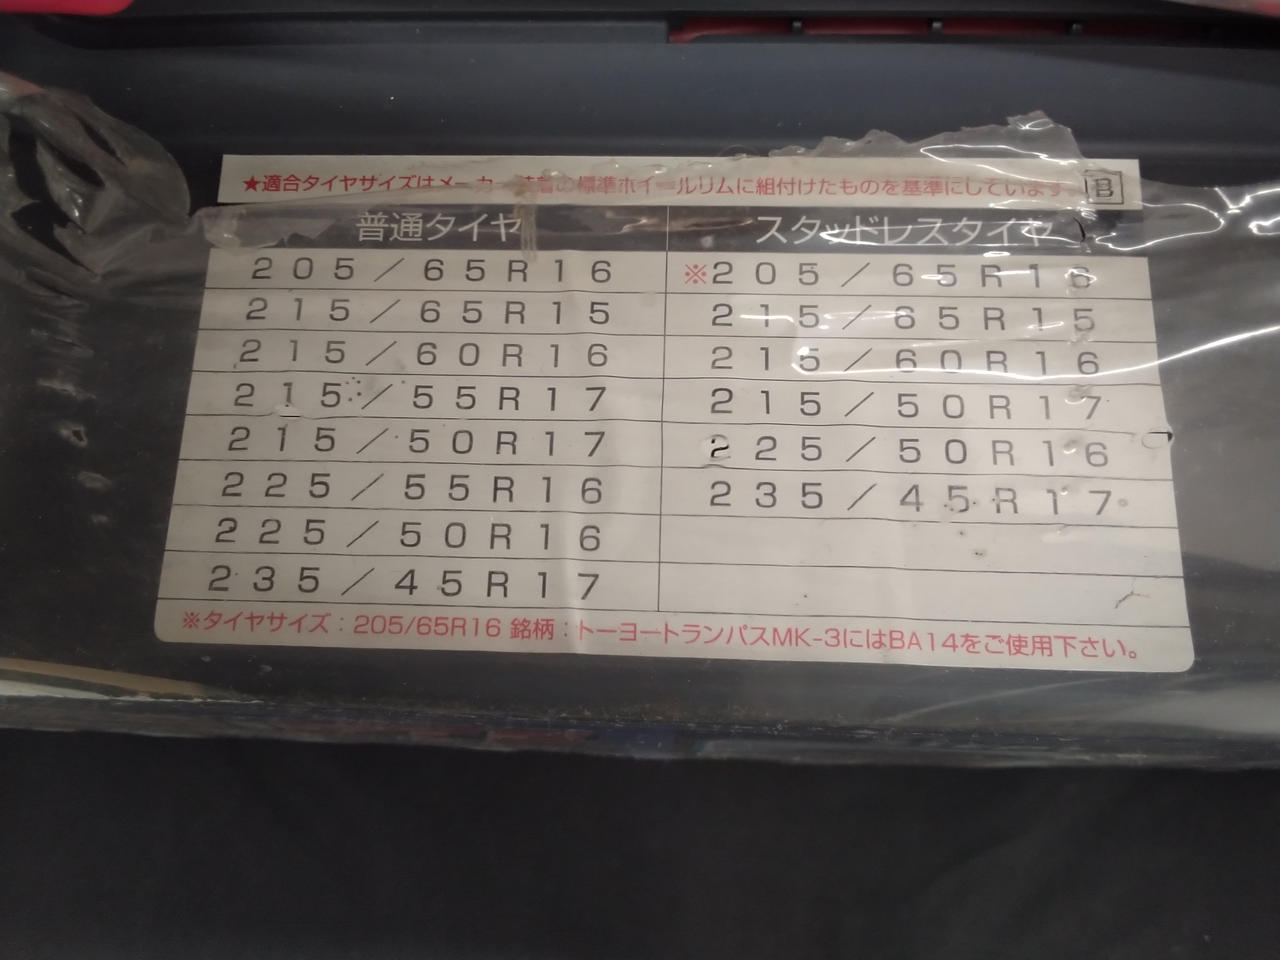 ★適合タイヤサイズはメーカー装着の標準ホイールリムに組付けたものを基準にしています。 B
普通タイヤ スタッドレスタイヤ
205/65R16 ※205/65R16
215/65R15 215/65R15
215/60R16 215/60R16
215/55R17 215/50R17
215/50R17 225/50R16
225/55R16 235/45R17
225/50R16
235/45R17
※タイヤサイズ:205/65R16 銘柄:トーヨートランパスMK-3にはBA14をご使用下さい。